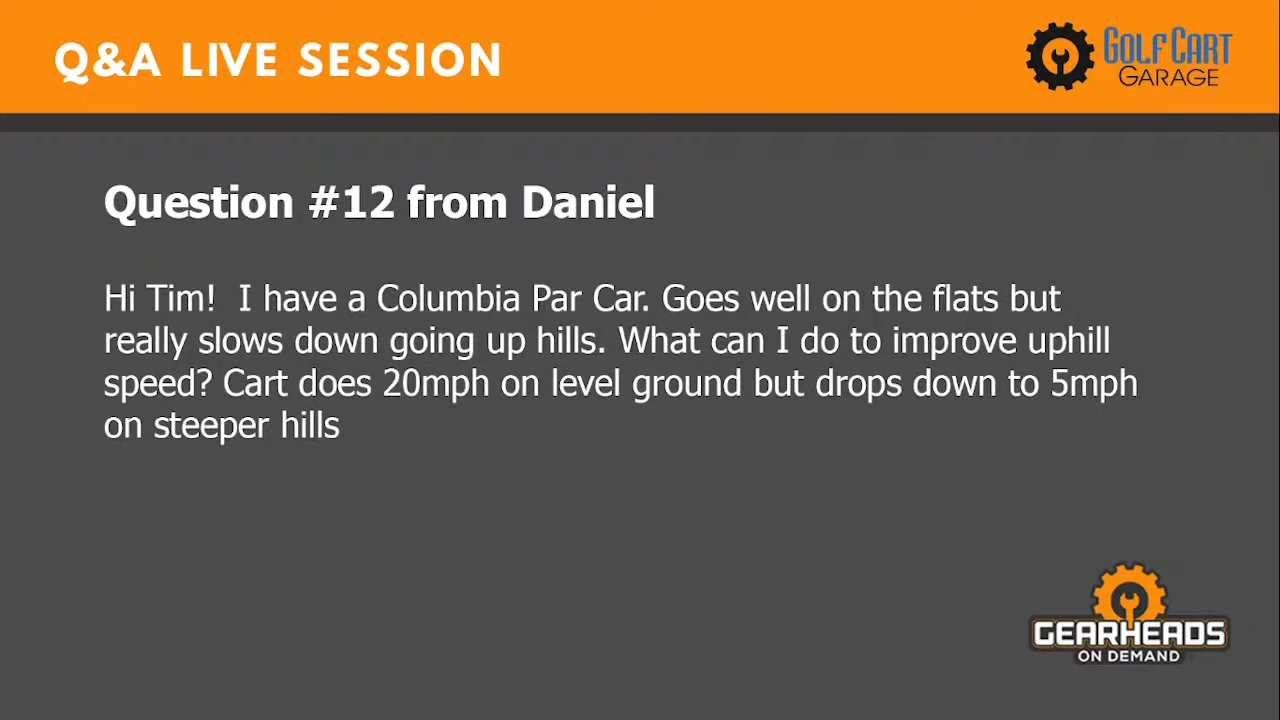 Q&A LIVE SESSION
GOLF CART
GARAGE
Question #12 from Daniel
Hi Tim!  I have a Columbia Par Car. Goes well on the flats but
really slows down going up hills. What can I do to improve uphill
speed? Cart does 20mph on level ground but drops down to 5mph
on steeper hills
GEARHEADS
ON DEMAND